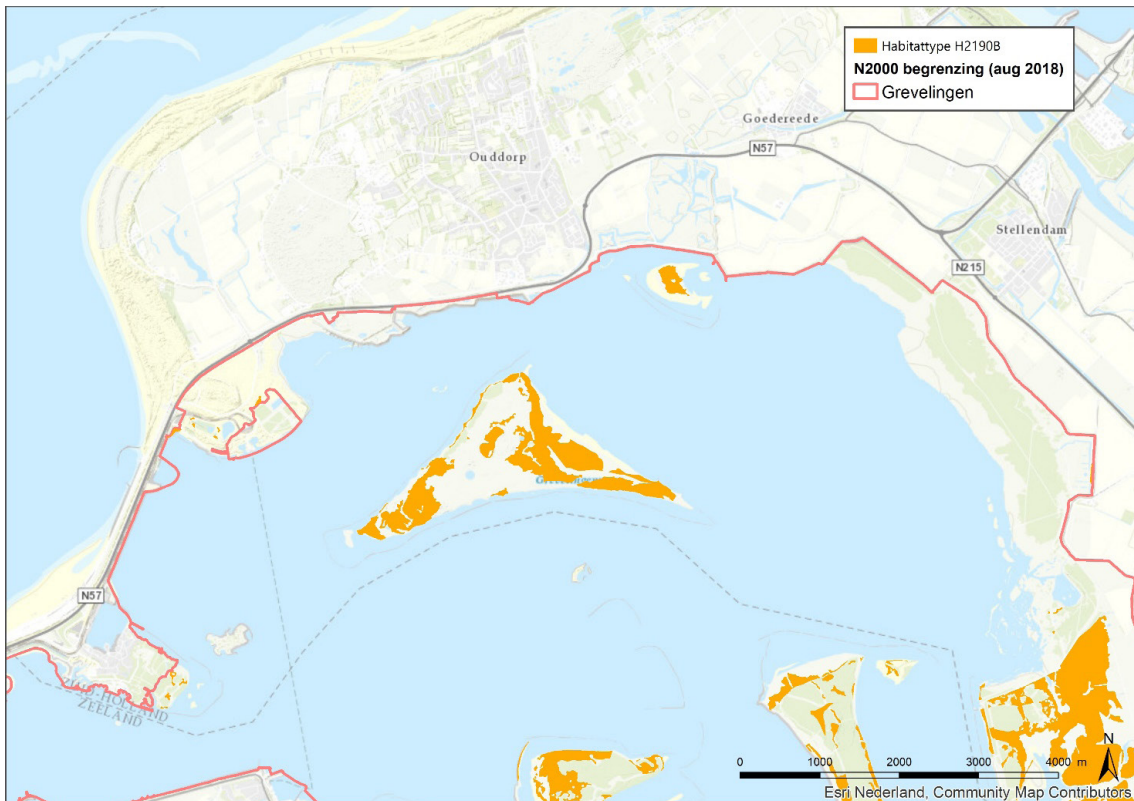 Habitattype H2190B
N2000 begrenzing (aug 2018)
Grevelingen
Goedereede
N57
Ouddorp
Stellendam
N215
N57
ZUID-HOLLAND
ZEELAND
N
0 1000 2000 3000 4000 m
Esri Nederland, Community Map Contributors